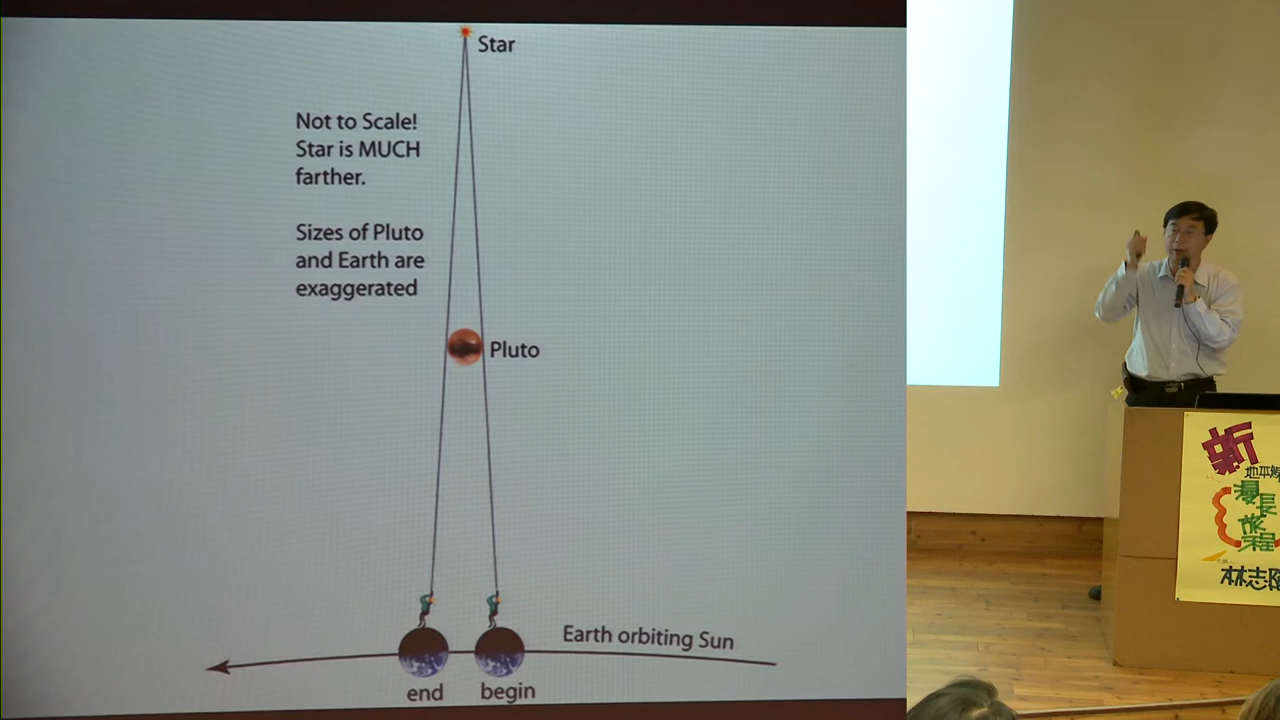 Star
Not to Scale!
Star is MUCH
farther.
Sizes of Pluto
and Earth are
exaggerated
Pluto
Earth orbiting Sun
end
begin
新
地平線
漫長
旅程
林志隆